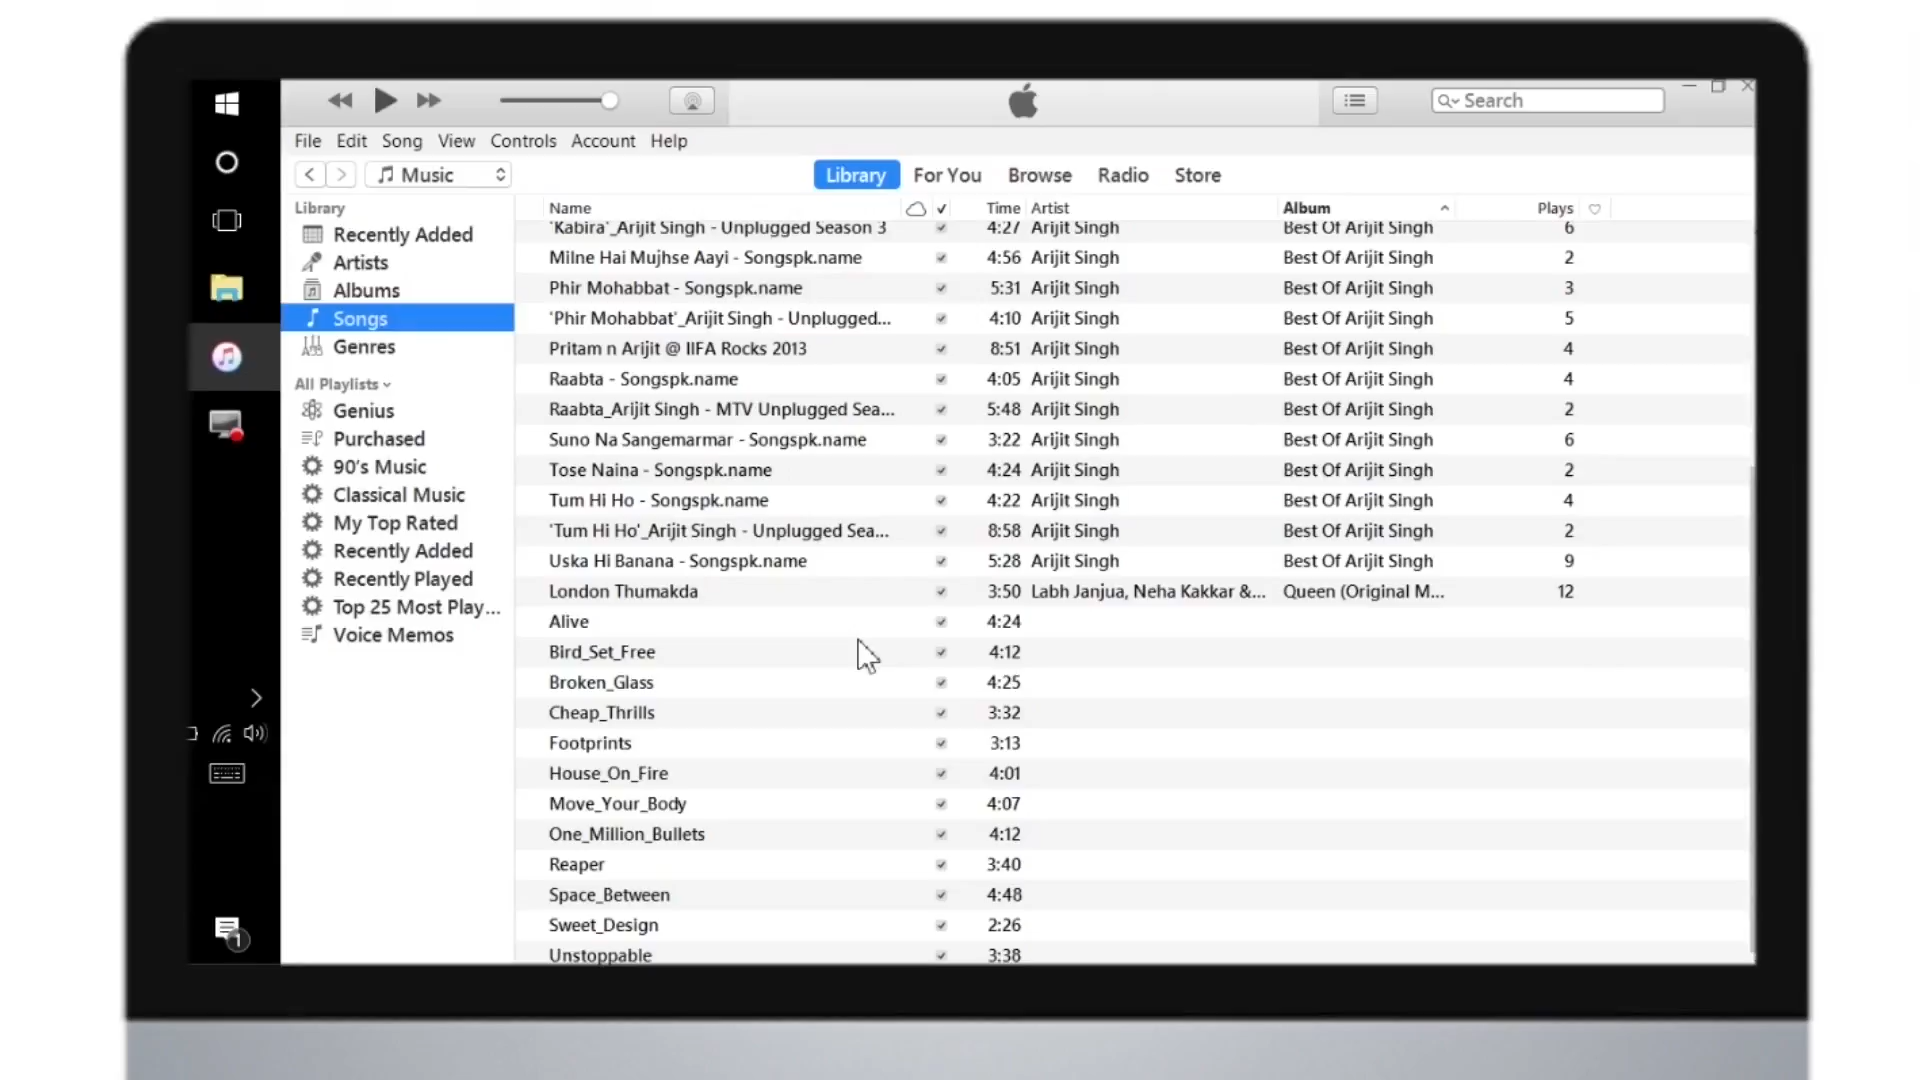 Search
File Edit Song View Controls Account Help
Music Library For You Browse Radio Store
Library
Recently Added
Artists
Albums
Songs
Genres
All Playlists
Genius
Purchased
90's Music
Classical Music
My Top Rated
Recently Added
Recently Played
Top 25 Most Play...
Voice Memos
Name Time Artist Album Plays
'Kabira'_Arijit Singh - Unplugged Season 3 4:27 Arijit Singh Best Of Arijit Singh 6
Milne Hai Mujhse Aayi - Songspk.name 4:56 Arijit Singh Best Of Arijit Singh 2
Phir Mohabbat - Songspk.name 5:31 Arijit Singh Best Of Arijit Singh 3
'Phir Mohabbat'_Arijit Singh - Unplugged... 4:10 Arijit Singh Best Of Arijit Singh 5
Pritam n Arijit @ IIFA Rocks 2013 8:51 Arijit Singh Best Of Arijit Singh 4
Raabta - Songspk.name 4:05 Arijit Singh Best Of Arijit Singh 4
Raabta_Arijit Singh - MTV Unplugged Sea... 5:48 Arijit Singh Best Of Arijit Singh 2
Suno Na Sangemarmar - Songspk.name 3:22 Arijit Singh Best Of Arijit Singh 6
Tose Naina - Songspk.name 4:24 Arijit Singh Best Of Arijit Singh 2
Tum Hi Ho - Songspk.name 4:22 Arijit Singh Best Of Arijit Singh 4
'Tum Hi Ho'_Arijit Singh - Unplugged Sea... 8:58 Arijit Singh Best Of Arijit Singh 2
Uska Hi Banana - Songspk.name 5:28 Arijit Singh Best Of Arijit Singh 9
London Thumakda 3:50 Labh Janjua, Neha Kakkar &... Queen (Original M... 12
Alive 4:24
Bird_Set_Free 4:12
Broken_Glass 4:25
Cheap_Thrills 3:32
Footprints 3:13
House_On_Fire 4:01
Move_Your_Body 4:07
One_Million_Bullets 4:12
Reaper 3:40
Space_Between 4:48
Sweet_Design 2:26
Unstoppable 3:38
1